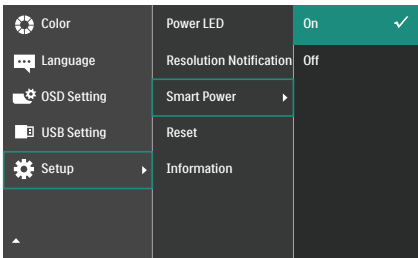 Color
Language
OSD Setting
USB Setting
Setup
Power LED
Resolution Notification
Smart Power
Reset
Information
On
Off